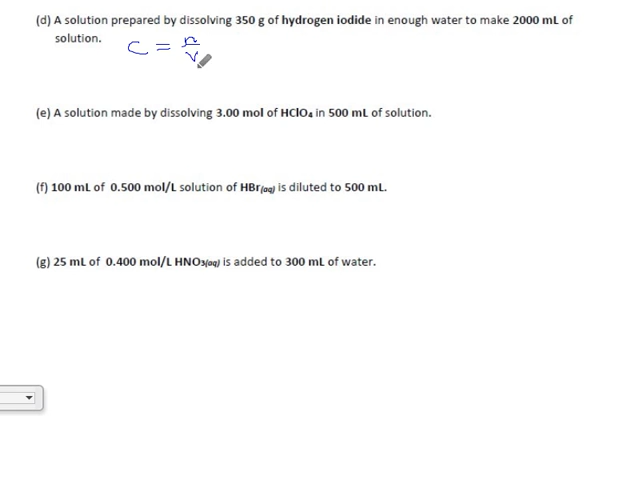 (d) A solution prepared by dissolving 350 g of hydrogen iodide in enough water to make 2000 mL of
solution.
C = n/V
(e) A solution made by dissolving 3.00 mol of HClO₄ in 500 mL of solution.
(f) 100 mL of 0.500 mol/L solution of HBr(aq) is diluted to 500 mL.
(g) 25 mL of 0.400 mol/L HNO₃(aq) is added to 300 mL of water.